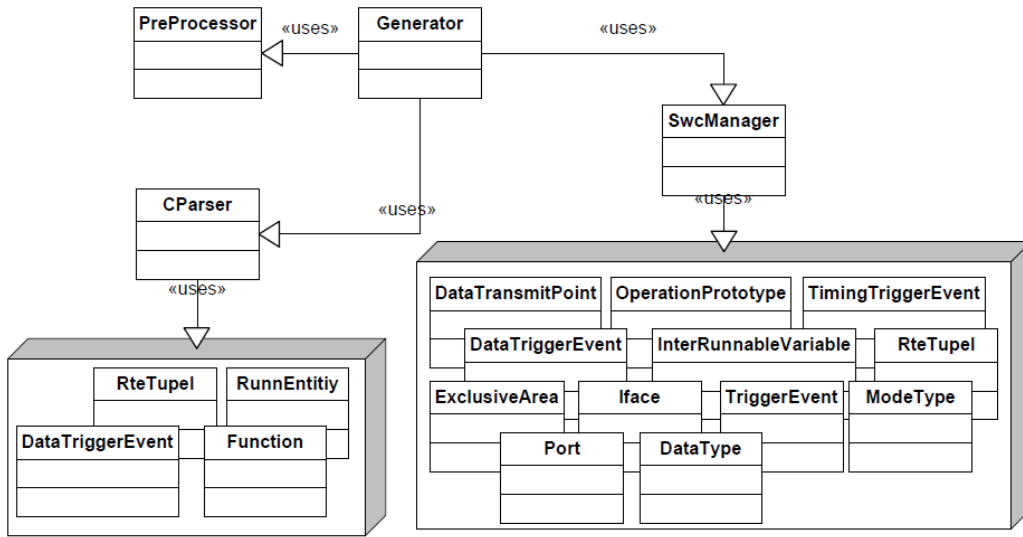 PreProcessor
«uses»
Generator
«uses»
SwcManager
CParser
«uses»
«uses»
«uses»
DataTransmitPoint
OperationPrototype
TimingTriggerEvent
DataTriggerEvent
InterRunnableVariable
RteTupel
ExclusiveArea
Iface
TriggerEvent
ModeType
Port
DataType
RteTupel
RunnEntitiy
DataTriggerEvent
Function